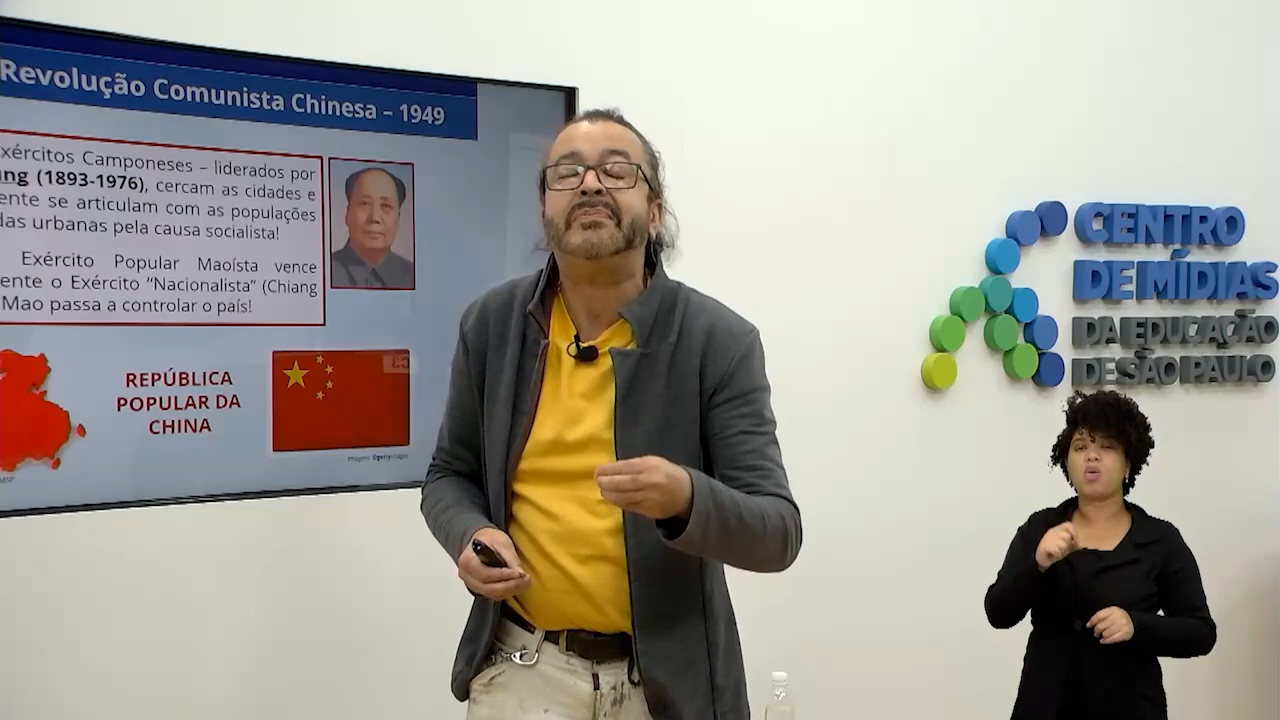 Revolução Comunista Chinesa – 1949
xércitos Camponeses – liderados por
ung (1893-1976), cercam as cidades e
ente se articulam com as populações
das urbanas pela causa socialista!
Exército Popular Maoísta vence
ente o Exército “Nacionalista” (Chiang
Mao passa a controlar o país!
REPÚBLICA
POPULAR DA
CHINA
CENTRO
DE MÍDIAS
DA EDUCAÇÃO
DE SÃO PAULO